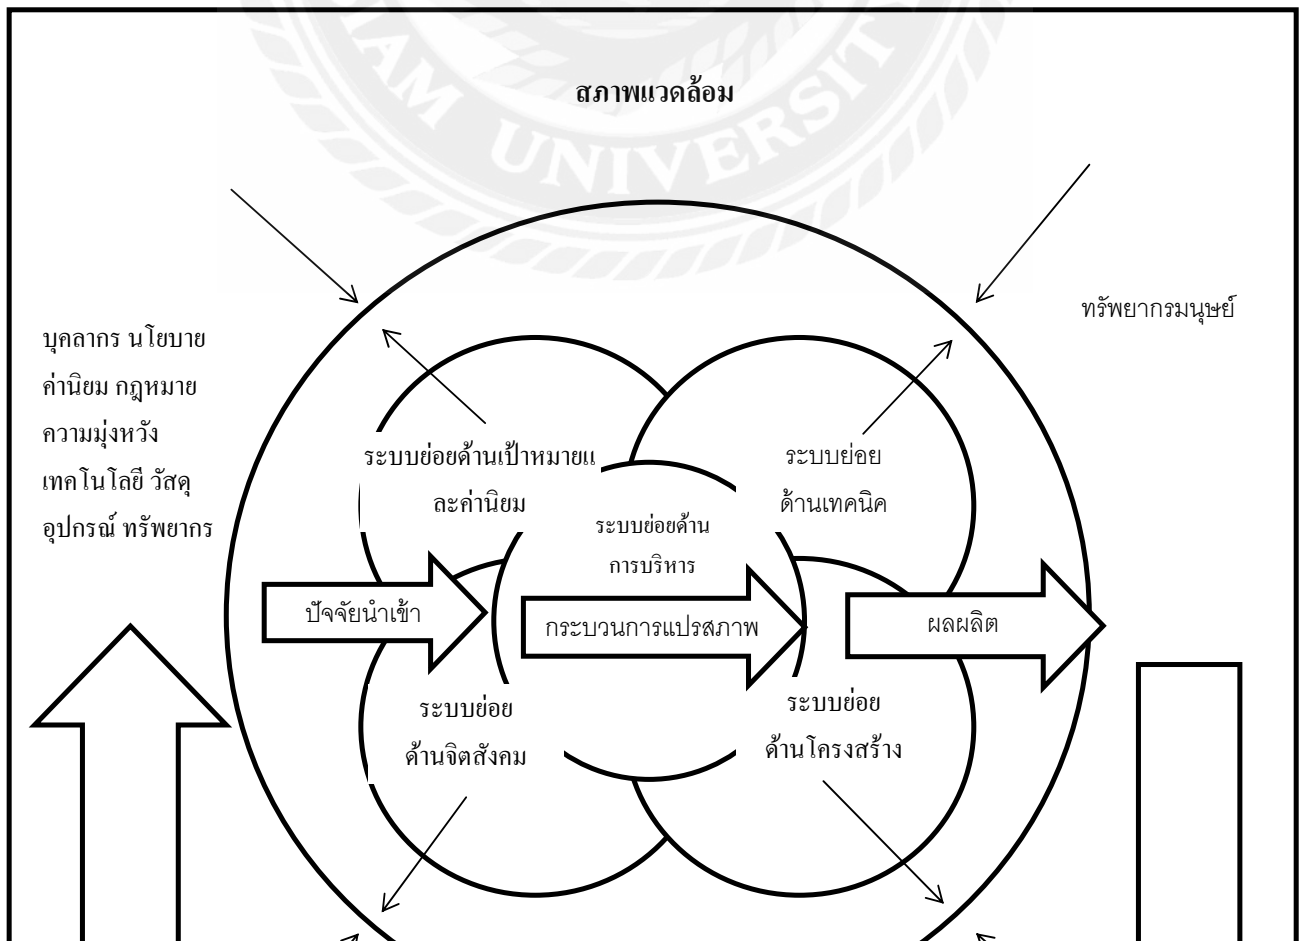 SIAM UNIVERSITY
สภาพแวดล้อม
ทรัพยากรมนุษย์
บุคลากร นโยบาย
ค่านิยม กฎหมาย
ความมุ่งหวัง
เทคโนโลยี วัสดุ
อุปกรณ์ ทรัพยากร
ระบบย่อยด้านเป้าหมายแ
ละค่านิยม
ระบบย่อย
ด้านเทคนิค
ระบบย่อยด้าน
การบริหาร
ปัจจัยนำเข้า
กระบวนการแปรสภาพ
ผลผลิต
ระบบย่อย
ด้านจิตสังคม
ระบบย่อย
ด้านโครงสร้าง